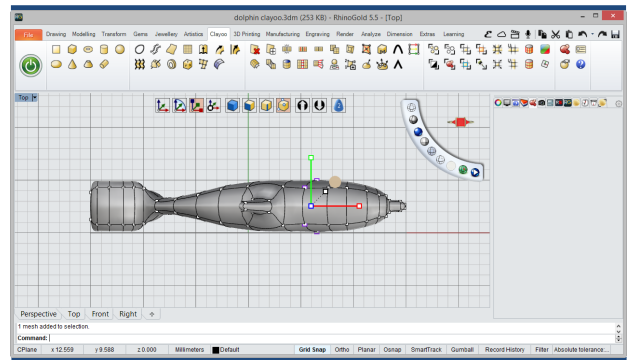 dolphin clayoo.3dm (253 KB) - RhinoGold 5.5 - [Top]
File Drawing Modelling Transform Gems Jewellery Artistics Clayoo 3D Printing Manufacturing Engraving Render Analyze Dimension Extras Learning
Top
Perspective Top Front Right
1 mesh added to selection.
Command:
CPlane x 12.559 y 9.588 z 0.000 Millimeters Default Grid Snap Ortho Planar Osnap SmartTrack Gumball Record History Filter Absolute tolerance:...